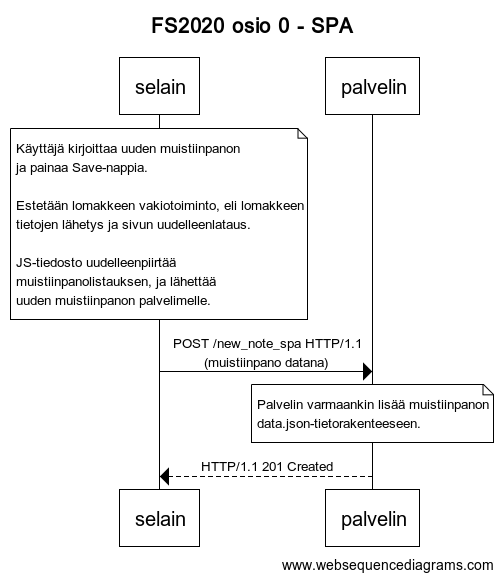 FS2020 osio 0 - SPA
selain
palvelin
Käyttäjä kirjoittaa uuden muistiinpanon
ja painaa Save-nappia.
Estetään lomakkeen vakiotoiminto, eli lomakkeen
tietojen lähetys ja sivun uudelleenlataus.
JS-tiedosto uudelleenpiirtää
muistiinpanolistauksen, ja lähettää
uuden muistiinpanon palvelimelle.
POST /new_note_spa HTTP/1.1
(muistiinpano datana)
Palvelin varmaankin lisää muistiinpanon
data.json-tietorakenteeseen.
HTTP/1.1 201 Created
selain
palvelin
www.websequencediagrams.com